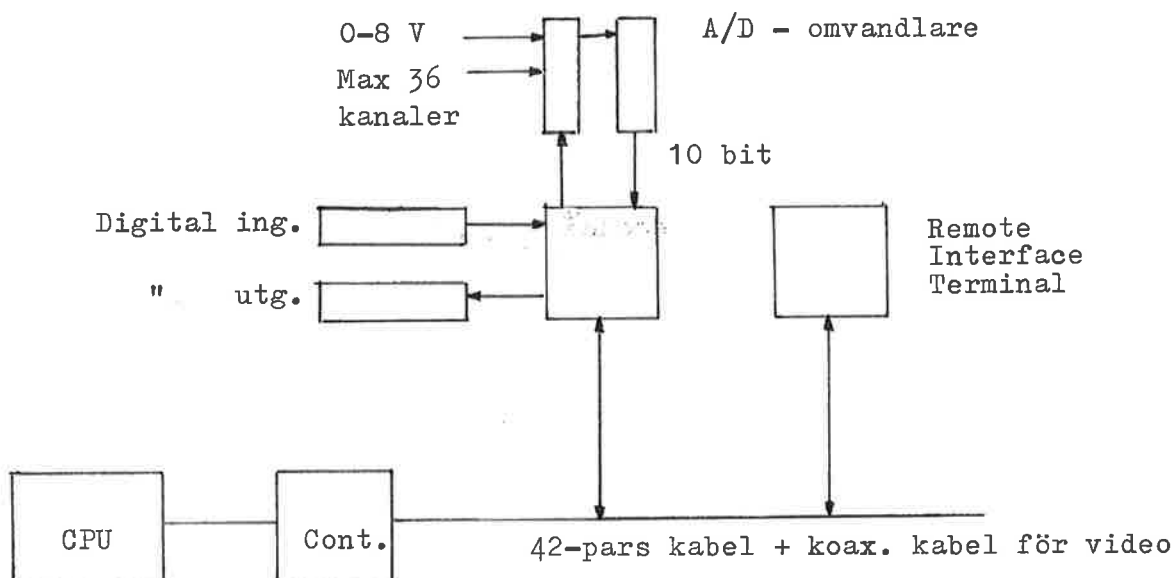 0-8 V
Max 36
kanaler
A/D - omvandlare
10 bit
Digital ing.
" utg.
Remote
Interface
Terminal
CPU
Cont.
42-pars kabel + koax. kabel för video